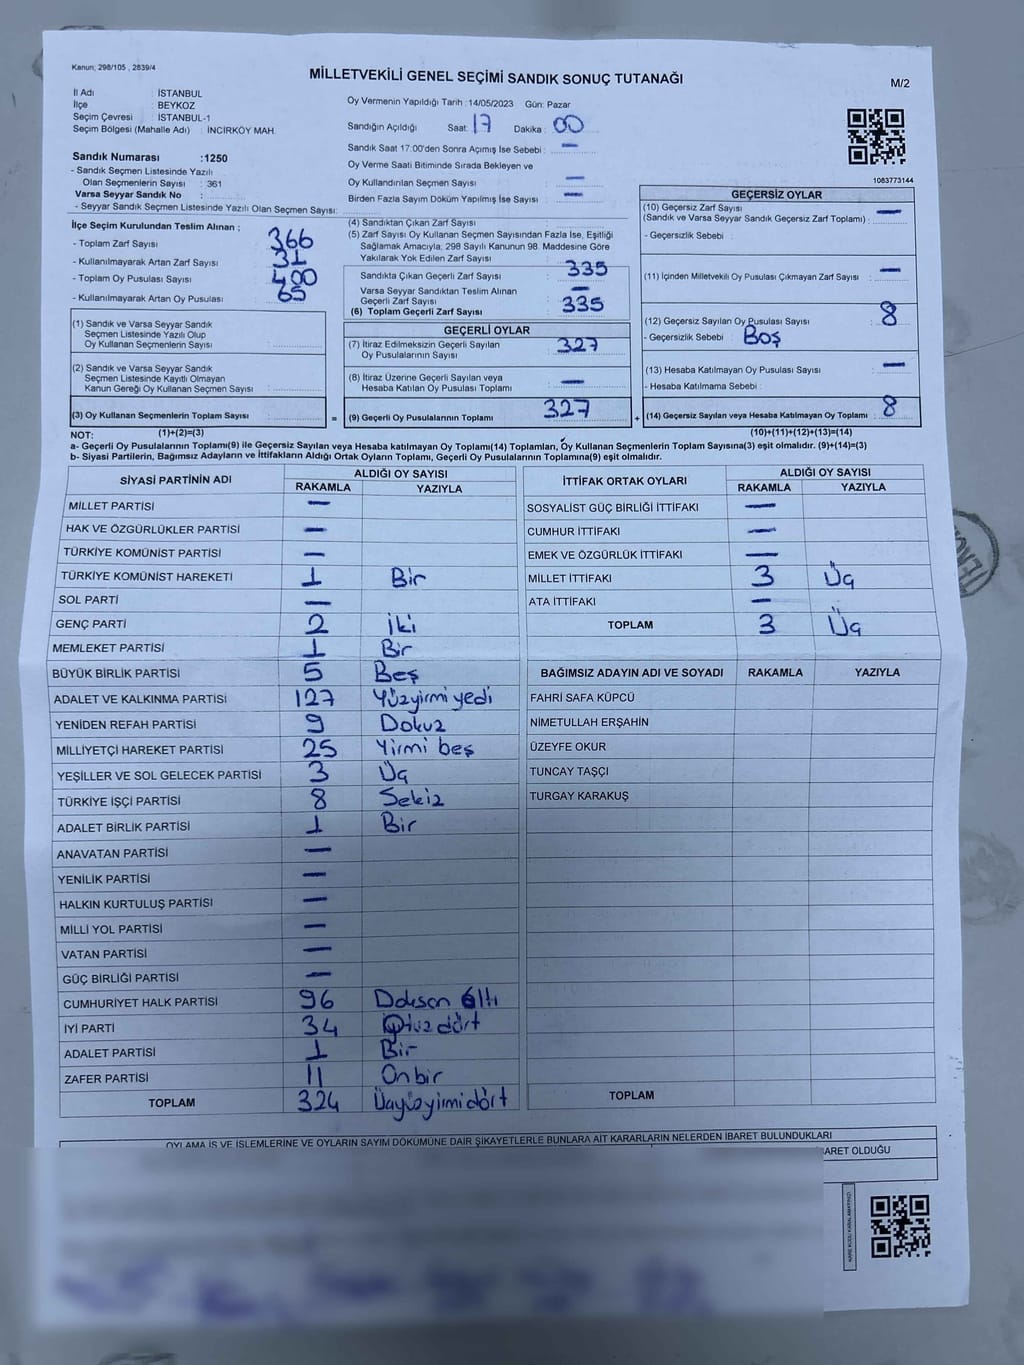 Kanun; 298/105 , 2839/4
MİLLETVEKİLİ GENEL SEÇİMİ SANDIK SONUÇ TUTANAĞI
M/2
İl Adı : İSTANBUL
İlçe : BEYKOZ
Seçim Çevresi : İSTANBUL-1
Seçim Bölgesi (Mahalle Adı) : İNCİRKÖY MAH.
Oy Vermenin Yapıldığı Tarih : 14/05/2023 Gün: Pazar
Sandığın Açıldığı Saat: 17 Dakika : 00
Sandık Saat 17:00'den Sonra Açımış İse Sebebi : —
Oy Verme Saati Bitiminde Sırada Bekleyen ve
Oy Kullandırılan Seçmen Sayısı : —
Birden Fazla Sayım Döküm Yapılmış İse Sayısı : —
Sandık Numarası : 1250
- Sandık Seçmen Listesinde Yazılı
Olan Seçmenlerin Sayısı : 361
Varsa Seyyar Sandık No :
- Seyyar Sandık Seçmen Listesinde Yazılı Olan Seçmen Sayısı:
1083773144
İlçe Seçim Kurulundan Teslim Alınan ;
- Toplam Zarf Sayısı : 366
- Kullanılmayarak Artan Zarf Sayısı : 31
- Toplam Oy Pusulası Sayısı : 400
- Kullanılmayarak Artan Oy Pusulası : 65
(1) Sandık ve Varsa Seyyar Sandık
Seçmen Listesinde Yazılı Olup
Oy Kullanan Seçmenlerin Sayısı :
(2) Sandık ve Varsa Seyyar Sandık
Seçmen Listesinde Kayıtlı Olmayan
Kanun Gereği Oy Kullanan Seçmen Sayısı :
(3) Oy Kullanan Seçmenlerin Toplam Sayısı :
(4) Sandıktan Çıkan Zarf Sayısı :
(5) Zarf Sayısı Oy Kullanan Seçmen Sayısından Fazla İse, Eşitliği
Sağlamak Amacıyla; 298 Sayılı Kanunun 98. Maddesine Göre
Yakılarak Yok Edilen Zarf Sayısı :
Sandıkta Çıkan Geçerli Zarf Sayısı : 335
Varsa Seyyar Sandıktan Teslim Alınan
Geçerli Zarf Sayısı : —
(6) Toplam Geçerli Zarf Sayısı : 335
GEÇERLİ OYLAR
(7) İtiraz Edilmeksizin Geçerli Sayılan
Oy Pusulalarının Sayısı : 327
(8) İtiraz Üzerine Geçerli Sayılan veya
Hesaba Katılan Oy Pusulası Toplamı : —
= (9) Geçerli Oy Pusulalarının Toplamı : 327
GEÇERSİZ OYLAR
(10) Geçersiz Zarf Sayısı
(Sandık ve Varsa Seyyar Sandık Geçersiz Zarf Toplamı) : —
- Geçersizlik Sebebi :
(11) İçinden Milletvekili Oy Pusulası Çıkmayan Zarf Sayısı : —
(12) Geçersiz Sayılan Oy Pusulası Sayısı : 8
- Geçersizlik Sebebi : Boş
(13) Hesaba Katılmayan Oy Pusulası Sayısı : —
- Hesaba Katılmama Sebebi :
+ (14) Geçersiz Sayılan veya Hesaba Katılmayan Oy Toplamı : 8
NOT: (1)+(2)=(3)
(10)+(11)+(12)+(13)=(14)
a- Geçerli Oy Pusulalarının Toplamı(9) ile Geçersiz Sayılan veya Hesaba katılmayan Oy Toplamı(14) Toplamları, Oy Kullanan Seçmenlerin Toplam Sayısına(3) eşit olmalıdır. (9)+(14)=(3)
b- Siyasi Partilerin, Bağımsız Adayların ve İttifakların Aldığı Ortak Oyların Toplamı, Geçerli Oy Pusulalarının Toplamına(9) eşit olmalıdır.
SİYASİ PARTİNİN ADI ALDIĞI OY SAYISI
RAKAMLA YAZIYLA
MİLLET PARTİSİ —
HAK VE ÖZGÜRLÜKLER PARTİSİ —
TÜRKİYE KOMÜNİST PARTİSİ —
TÜRKİYE KOMÜNİST HAREKETİ 1 Bir
SOL PARTİ —
GENÇ PARTİ 2 İki
MEMLEKET PARTİSİ 1 Bir
BÜYÜK BİRLİK PARTİSİ 5 Beş
ADALET VE KALKINMA PARTİSİ 127 Yüzyirmi yedi
YENİDEN REFAH PARTİSİ 9 Dokuz
MİLLİYETÇİ HAREKET PARTİSİ 25 Yirmi beş
YEŞİLLER VE SOL GELECEK PARTİSİ 3 Üç
TÜRKİYE İŞÇİ PARTİSİ 8 Sekiz
ADALET BİRLİK PARTİSİ 1 Bir
ANAVATAN PARTİSİ —
YENİLİK PARTİSİ —
HALKIN KURTULUŞ PARTİSİ —
MİLLİ YOL PARTİSİ —
VATAN PARTİSİ —
GÜÇ BİRLİĞİ PARTİSİ —
CUMHURİYET HALK PARTİSİ 96 Doksan altı
İYİ PARTİ 34 Otuz dört
ADALET PARTİSİ 1 Bir
ZAFER PARTİSİ 11 Onbir
TOPLAM 324 Üçyüzyirmidört
İTTİFAK ORTAK OYLARI ALDIĞI OY SAYISI
RAKAMLA YAZIYLA
SOSYALİST GÜÇ BİRLİĞİ İTTİFAKI —
CUMHUR İTTİFAKI —
EMEK VE ÖZGÜRLÜK İTTİFAKI —
MİLLET İTTİFAKI 3 Üç
ATA İTTİFAKI —
TOPLAM 3 Üç
BAĞIMSIZ ADAYIN ADI VE SOYADI RAKAMLA YAZIYLA
FAHRİ SAFA KÜPCÜ
NİMETULLAH ERŞAHİN
ÜZEYFE OKUR
TUNCAY TAŞÇI
TURGAY KARAKUŞ
TOPLAM
OYLAMA İŞ VE İŞLEMLERİNE VE OYLARIN SAYIM DÖKÜMÜNE DAİR ŞİKAYETLERLE BUNLARA AİT KARARLARIN NELERDEN İBARET BULUNDUKLARI
OLDUĞU